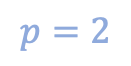 p = 2